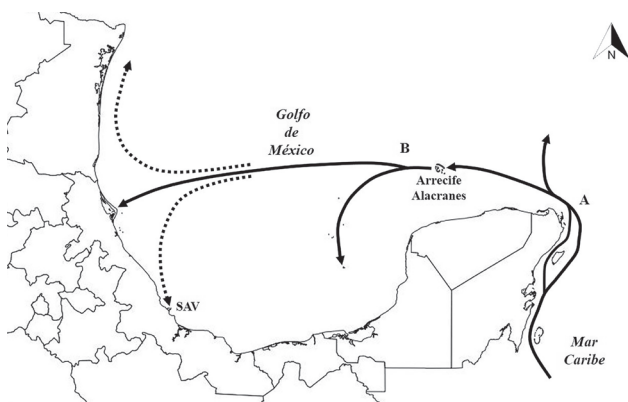 N
Golfo
de
México
B
Arrecife
Alacranes
A
SAV
Mar
Caribe